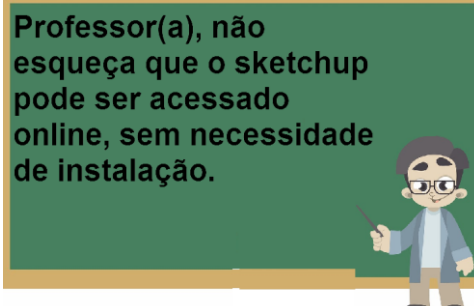 Professor(a), não
esqueça que o sketchup
pode ser acessado
online, sem necessidade
de instalação.